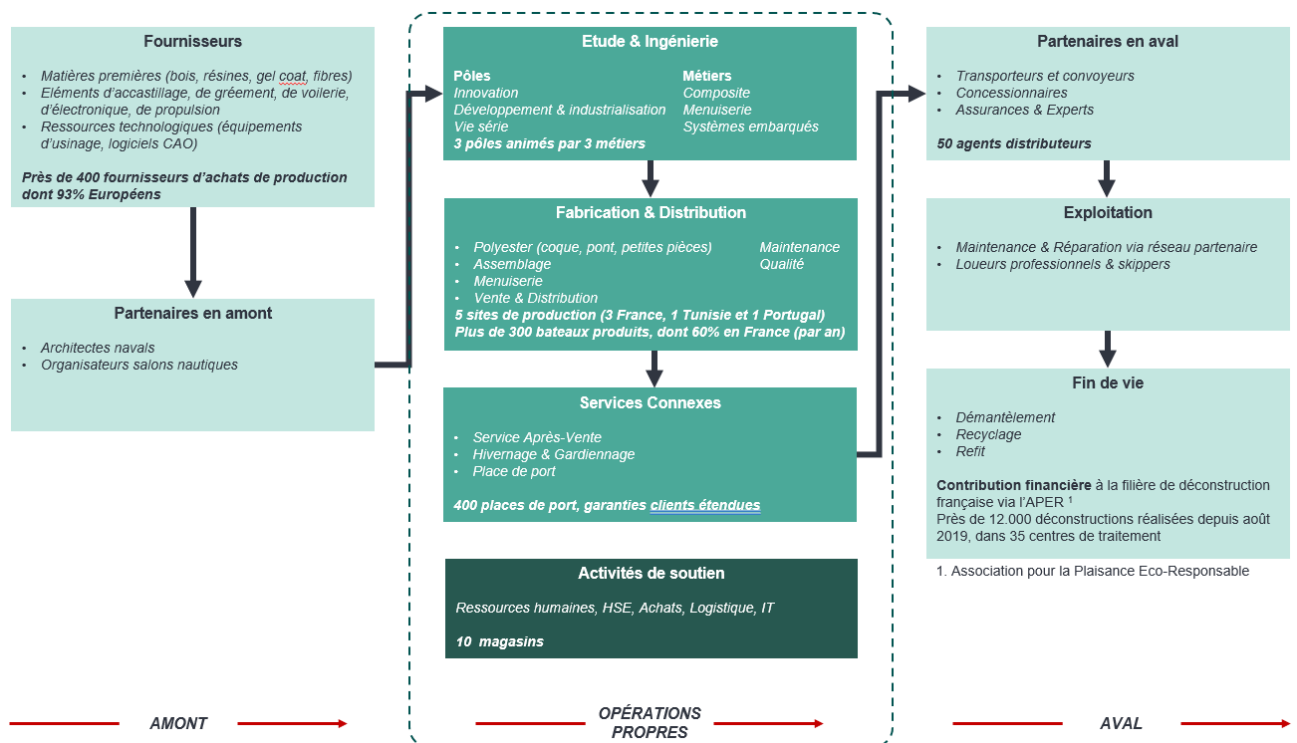 Fournisseurs
• Matières premières (bois, résines, gel coat, fibres)
• Eléments d'accastillage, de gréement, de voilerie,
d'électronique, de propulsion
• Ressources technologiques (équipements
d'usinage, logiciels CAO)
Près de 400 fournisseurs d'achats de production
dont 93% Européens
Partenaires en amont
• Architectes navals
• Organisateurs salons nautiques
Etude & Ingénierie
Pôles
Innovation
Développement & industrialisation
Vie série
Métiers
Composite
Menuiserie
Systèmes embarqués
3 pôles animés par 3 métiers
Fabrication & Distribution
• Polyester (coque, pont, petites pièces)
• Assemblage
• Menuiserie
• Vente & Distribution
Maintenance
Qualité
5 sites de production (3 France, 1 Tunisie et 1 Portugal)
Plus de 300 bateaux produits, dont 60% en France (par an)
Services Connexes
• Service Après-Vente
• Hivernage & Gardiennage
• Place de port
400 places de port, garanties clients étendues
Activités de soutien
Ressources humaines, HSE, Achats, Logistique, IT
10 magasins
Partenaires en aval
• Transporteurs et convoyeurs
• Concessionnaires
• Assurances & Experts
50 agents distributeurs
Exploitation
• Maintenance & Réparation via réseau partenaire
• Loueurs professionnels & skippers
Fin de vie
• Démantèlement
• Recyclage
• Refit
Contribution financière à la filière de déconstruction
française via l'APER ¹
Près de 12.000 déconstructions réalisées depuis août
2019, dans 35 centres de traitement
1. Association pour la Plaisance Eco-Responsable
AMONT
OPÉRATIONS
PROPRES
AVAL